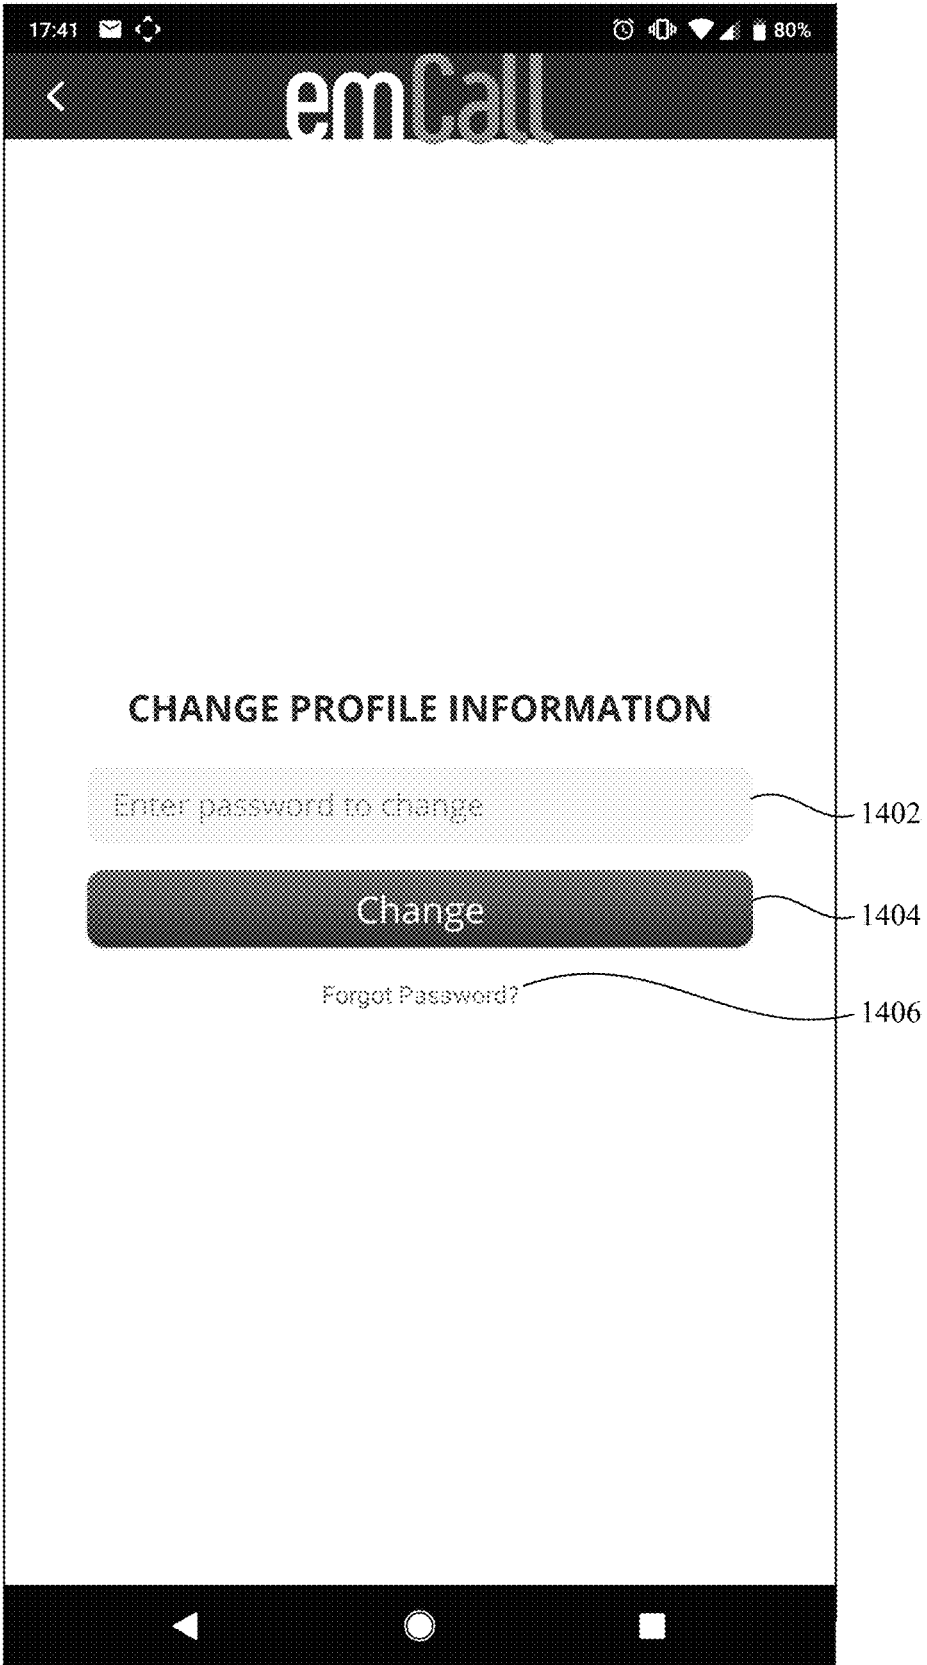 17:41 80%
emCall
CHANGE PROFILE INFORMATION
Enter password to change
1402
Change
1404
Forgot Password?
1406